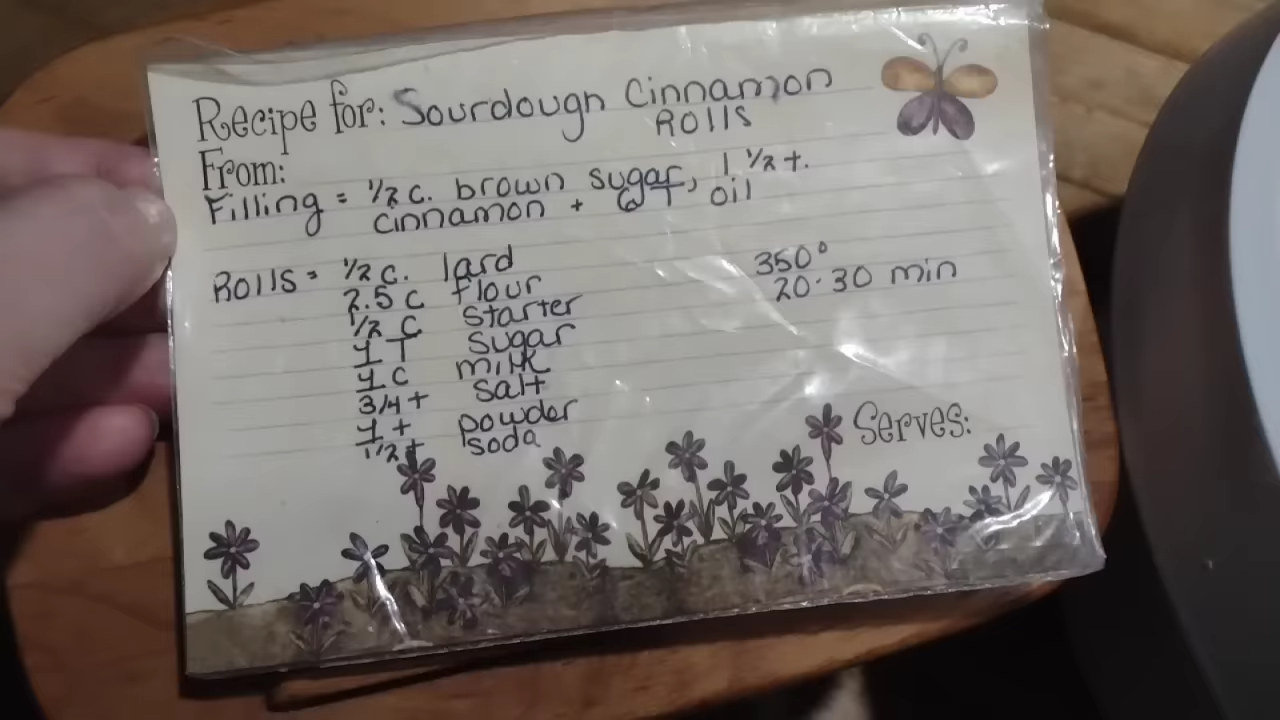 Recipe for: Sourdough Cinnamon
Rolls
From:
Filling = 1/2 c. brown sugar, 1 1/2 t.
cinnamon + 6 T oil
Rolls = 1/2 c. lard
2.5 c flour
1/2 c starter
1 T sugar
1 c milk
3/4 t salt
1 t powder
1/2 t soda
350°
20-30 min
Serves: